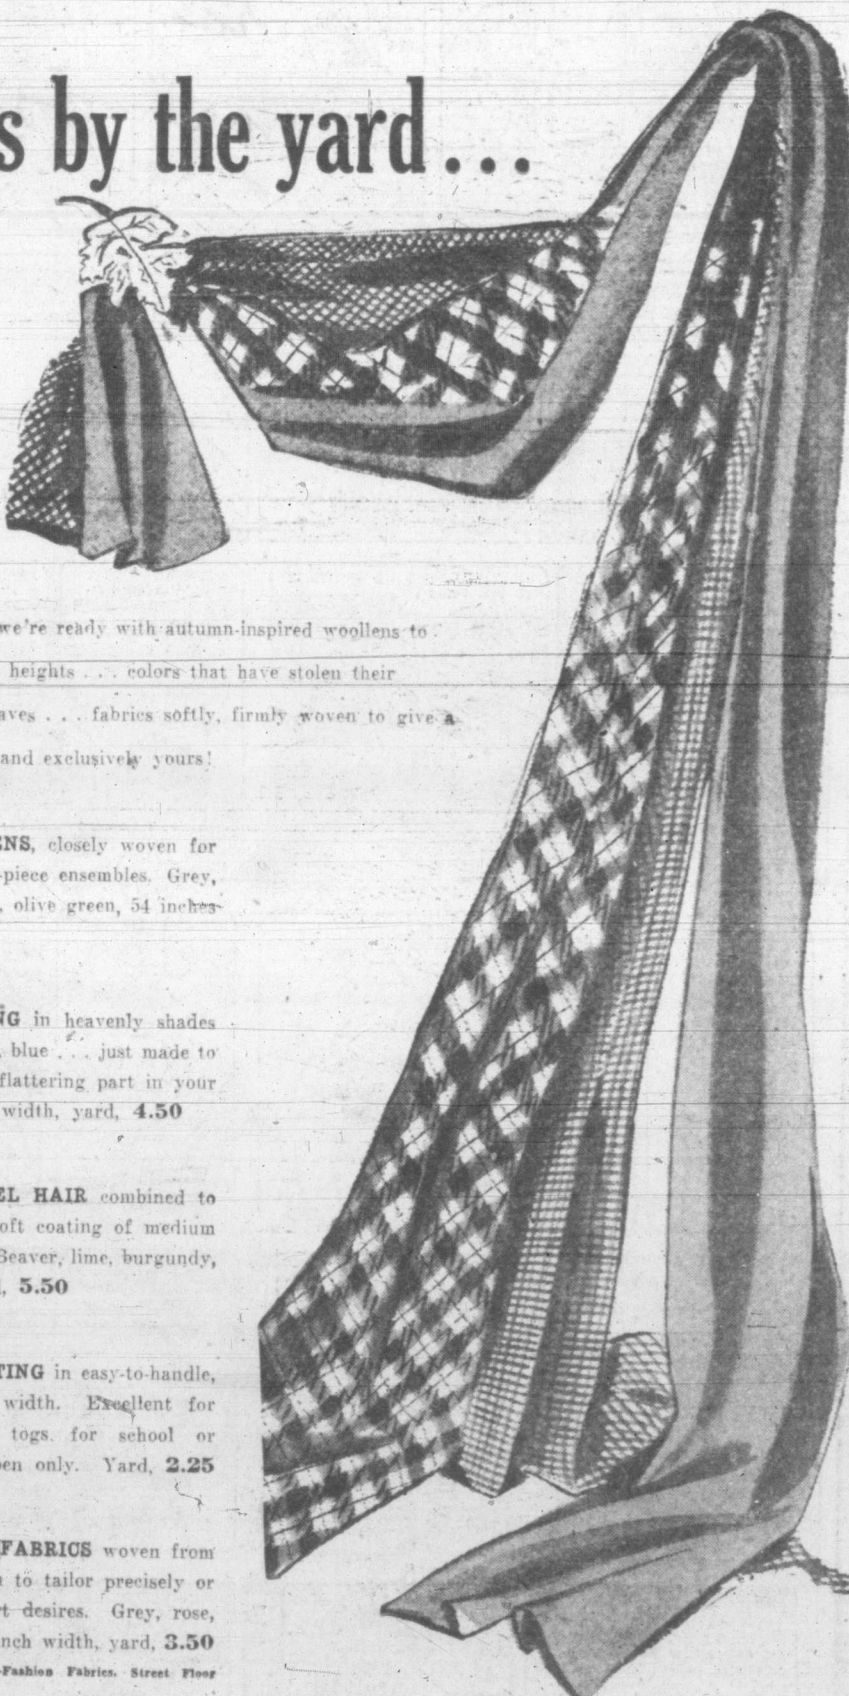 s by the yard...
we're ready with autumn-inspired woollens to
heights ... colors that have stolen their
aves ... fabrics softly, firmly woven to give a
and exclusively yours!
ENS, closely woven for
-piece ensembles. Grey,
, olive green, 54 inches
NG in heavenly shades
, blue ... just made to
flattering part in your
width, yard, 4.50
EL HAIR combined to
oft coating of medium
Beaver, lime, burgundy,
, 5.50
TING in easy-to-handle,
width. Excellent for
togs. for school or
en only. Yard, 2.25
FABRICS woven from
to tailor precisely or
rt desires. Grey, rose,
nch width, yard, 3.50
-Fashion Fabrics. Street Floor